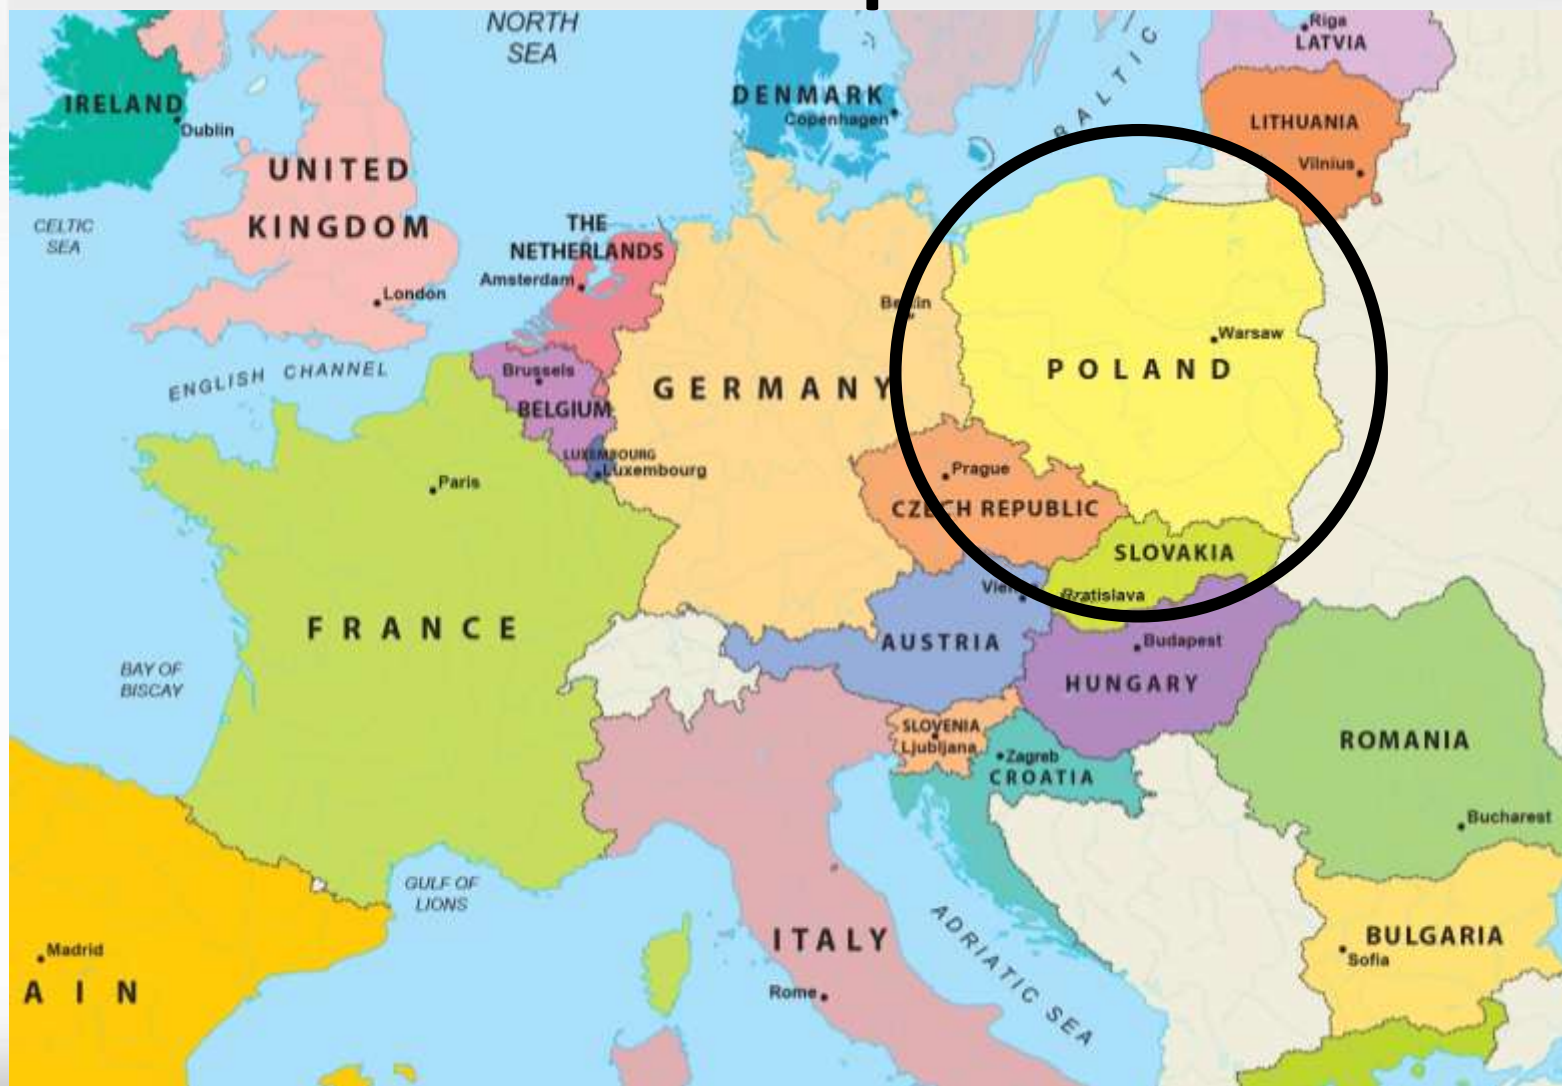 NORTH
SEA
Riga
LATVIA
DENMARK
Copenhagen
IRELAND
Dublin
BALTIC
LITHUANIA
Vilnius
UNITED
KINGDOM
CELTIC
SEA
THE
NETHERLANDS
Amsterdam
London
Warsaw
POLAND
ENGLISH CHANNEL
Brussels
BELGIUM
GERMANY
LUXEMBOURG
Luxembourg
Paris
Prague
CZECH REPUBLIC
SLOVAKIA
Bratislava
FRANCE
AUSTRIA
Budapest
HUNGARY
BAY OF
BISCAY
SLOVENIA
Ljubljana
Zagreb
CROATIA
ROMANIA
Bucharest
GULF OF
LIONS
ITALY
Rome
ADRIATIC SEA
BULGARIA
Sofia
Madrid
AIN